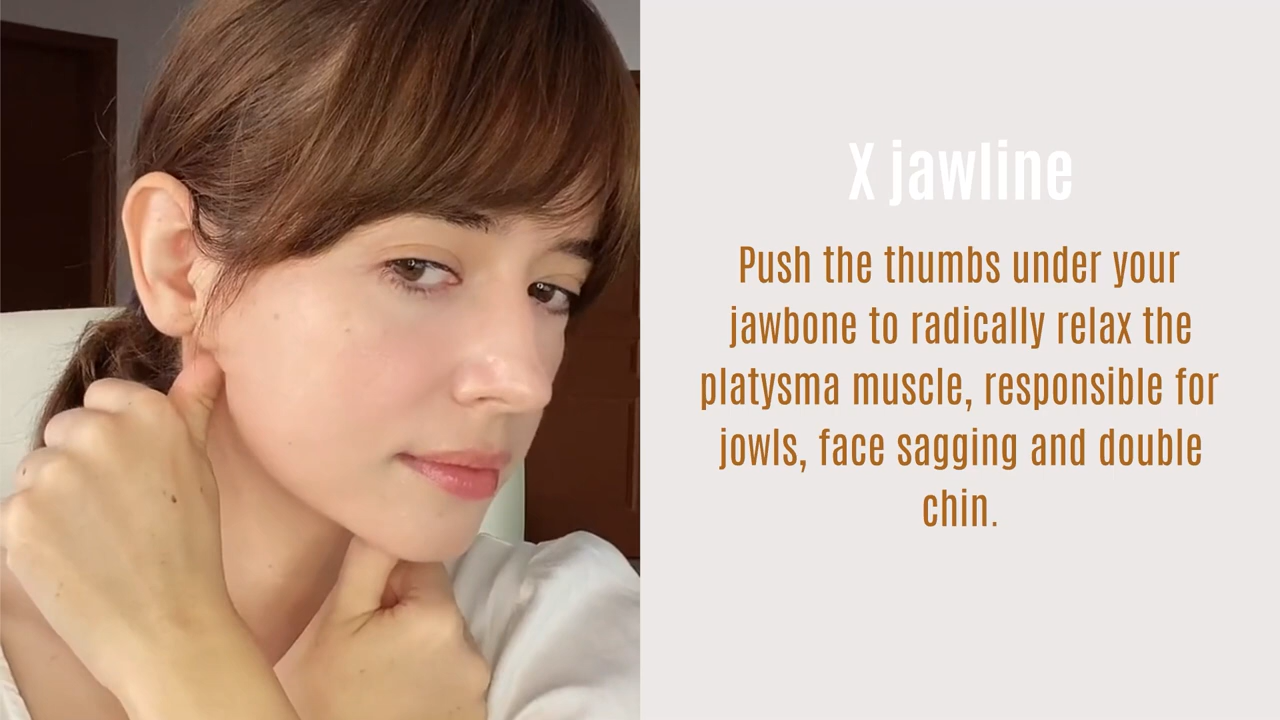 X jawline
Push the thumbs under your
jawbone to radically relax the
platysma muscle, responsible for
jowls, face sagging and double
chin.